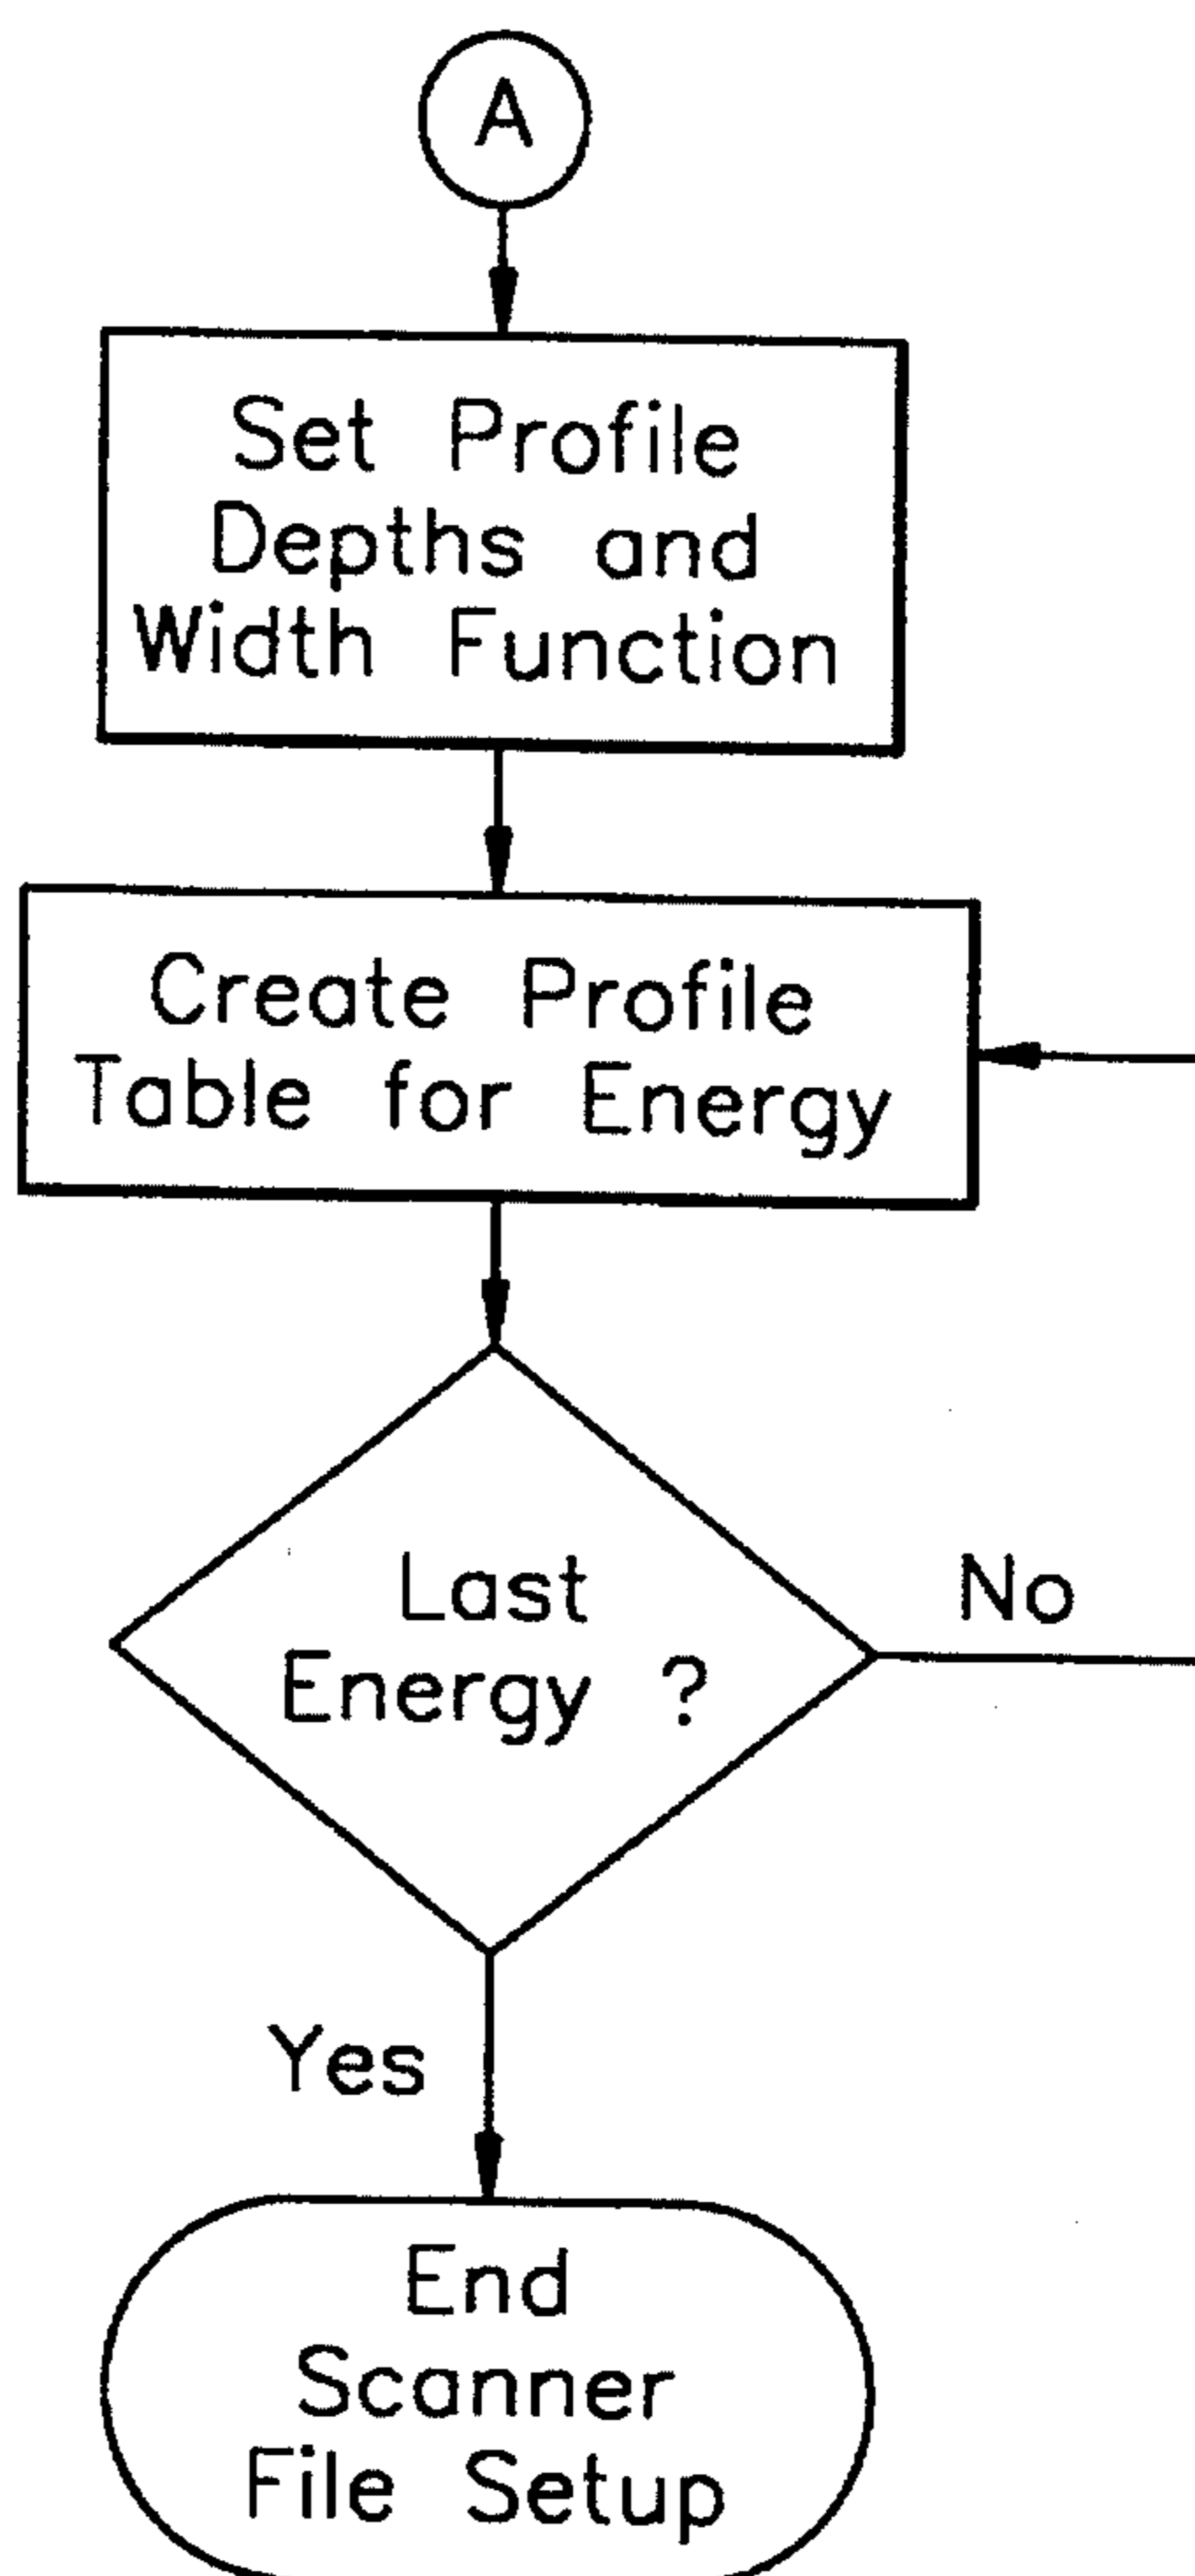 A
Set Profile
Depths and
Width Function
Create Profile
Table for Energy
Last
Energy ?
No
Yes
End
Scanner
File Setup